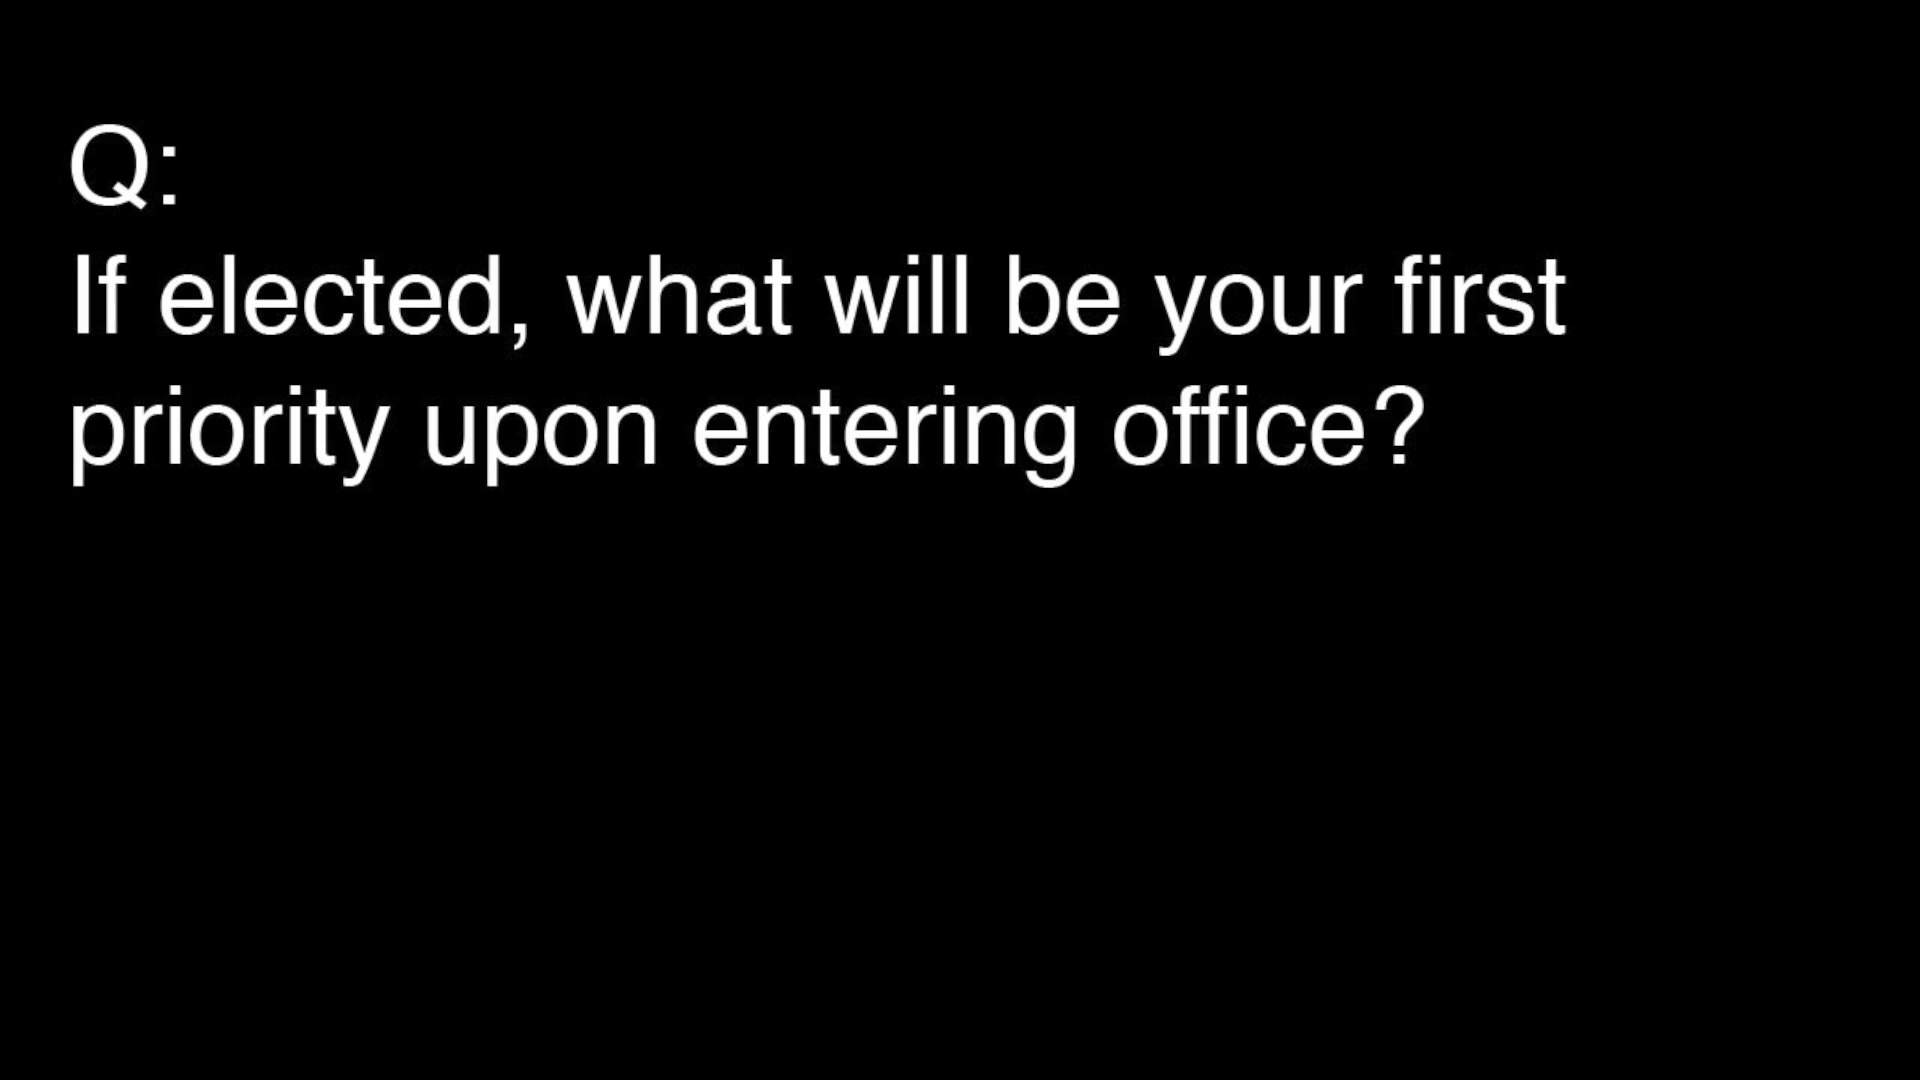 Q:
If elected, what will be your first
priority upon entering office?